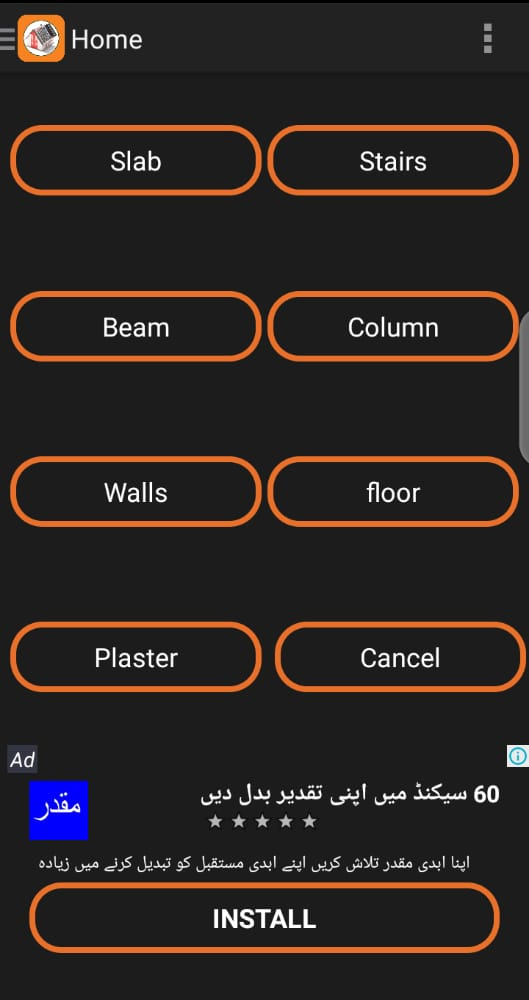 Home
Slab
Stairs
Beam
Column
Walls
floor
Plaster
Cancel
Ad
60 سیکنڈ میں اپنی تقدیر بدل دیں
مقدر
اپنا ابدی مقدر تلاش کریں اپنے ابدی مستقبل کو تبدیل کرنے میں زیادہ
INSTALL